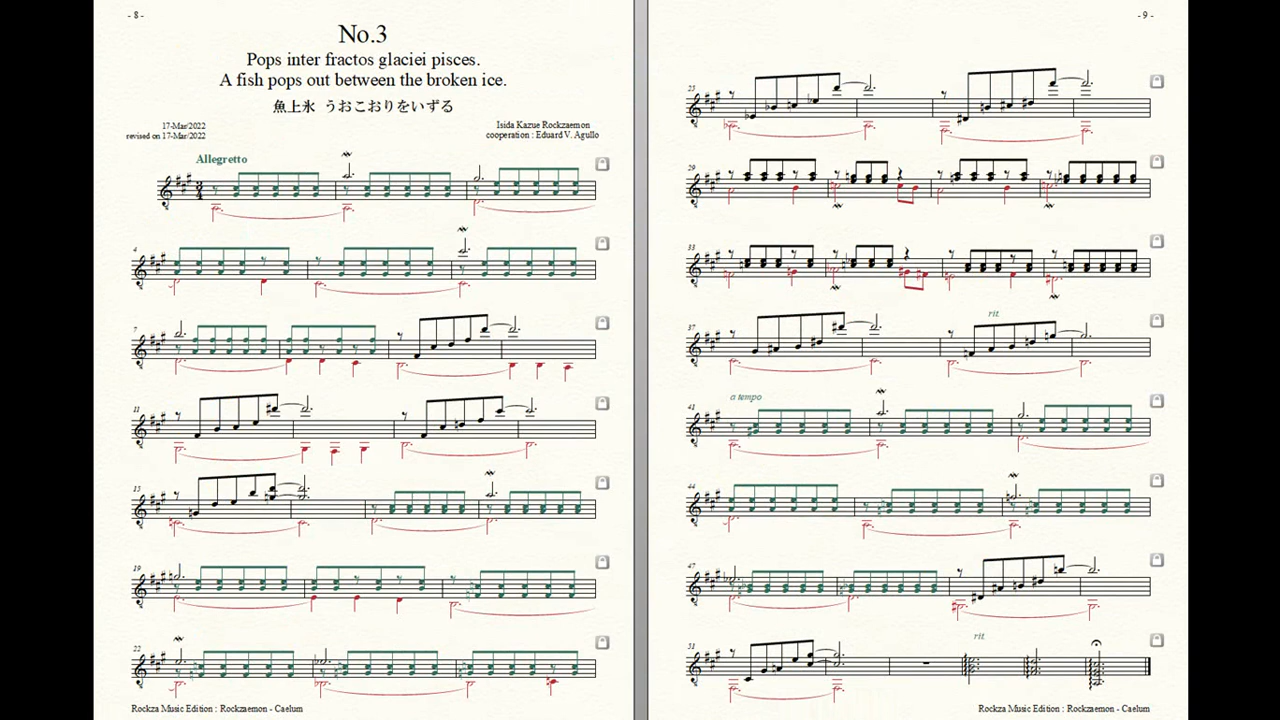 - 8 -
No.3
Pops inter fractos glaciei pisces.
A fish pops out between the broken ice.
魚上氷 うおこおりをいずる
17-Mar/2022
revised on 17-Mar/2022
Isida Kazue Rockzaemon
cooperation : Eduard V. Agullo
Allegretto
3
4
4
7
11
15
19
22
Rockza Music Edition : Rockzaemon - Caelum
- 9 -
25
29
33
37
rit.
41
a tempo
44
47
51
rit.
Rockza Music Edition : Rockzaemon - Caelum